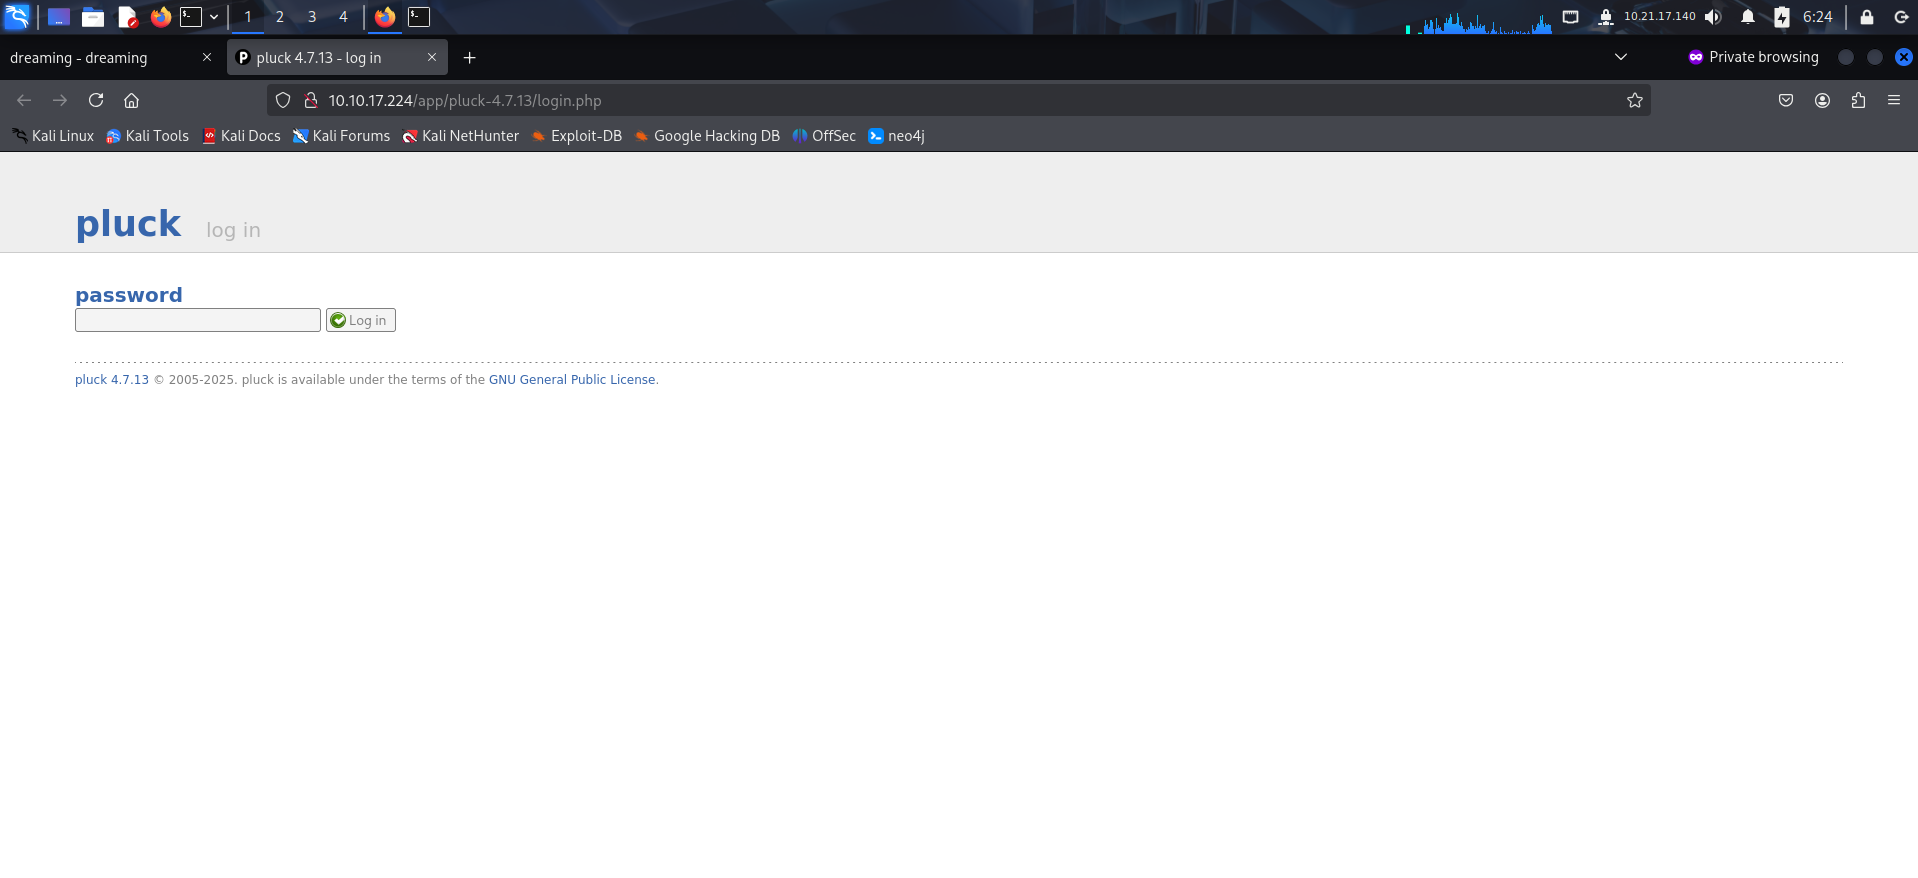 1 2 3 4 10.21.17.140 6:24
dreaming - dreaming pluck 4.7.13 - log in Private browsing
10.10.17.224/app/pluck-4.7.13/login.php
Kali Linux Kali Tools Kali Docs Kali Forums Kali NetHunter Exploit-DB Google Hacking DB OffSec neo4j
pluck log in
password
Log in
pluck 4.7.13 © 2005-2025. pluck is available under the terms of the GNU General Public License.